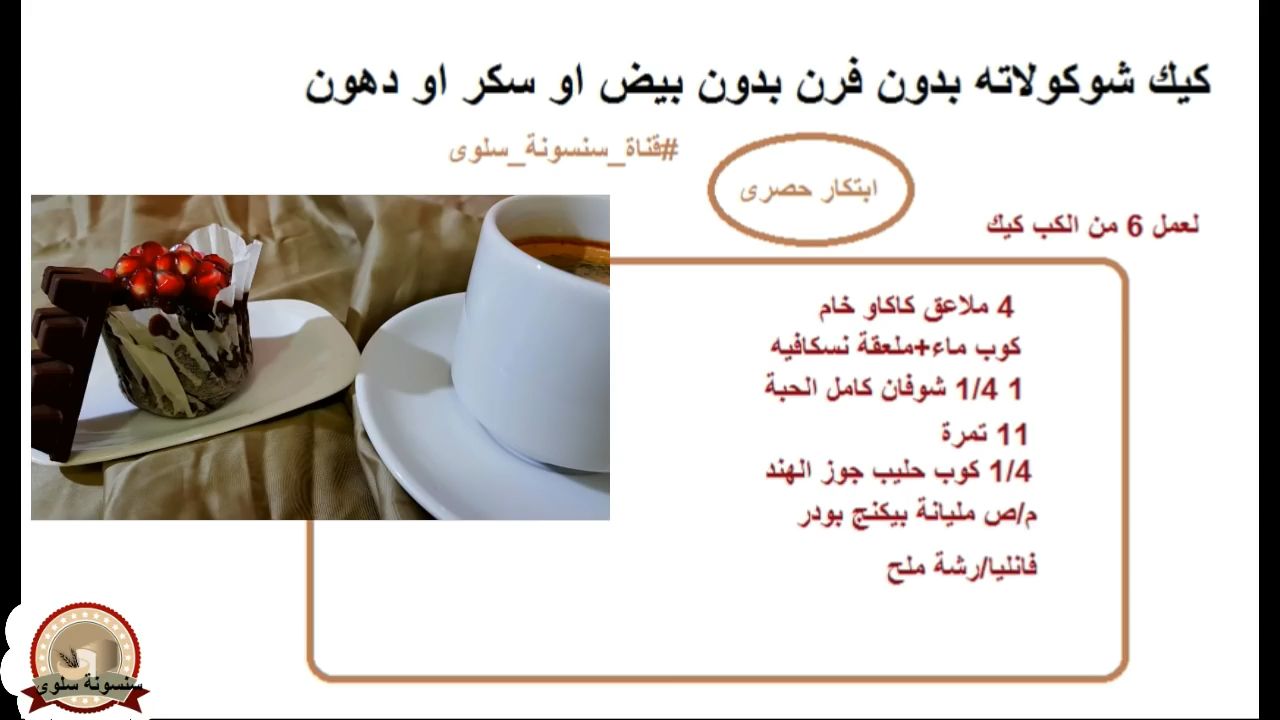 كيك شوكولاته بدون فرن بدون بيض او سكر او دهون
#قناة_سنسونة_سلوى
ابتكار حصرى
لعمل 6 من الكب كيك
4 ملاعق كاكاو خام
كوب ماء+ملعقة نسكافيه
1 1/4 شوفان كامل الحبة
11 تمرة
1/4 كوب حليب جوز الهند
م/ص مليانة بيكنج بودر
فانليا/رشة ملح
سنسونة سلوى